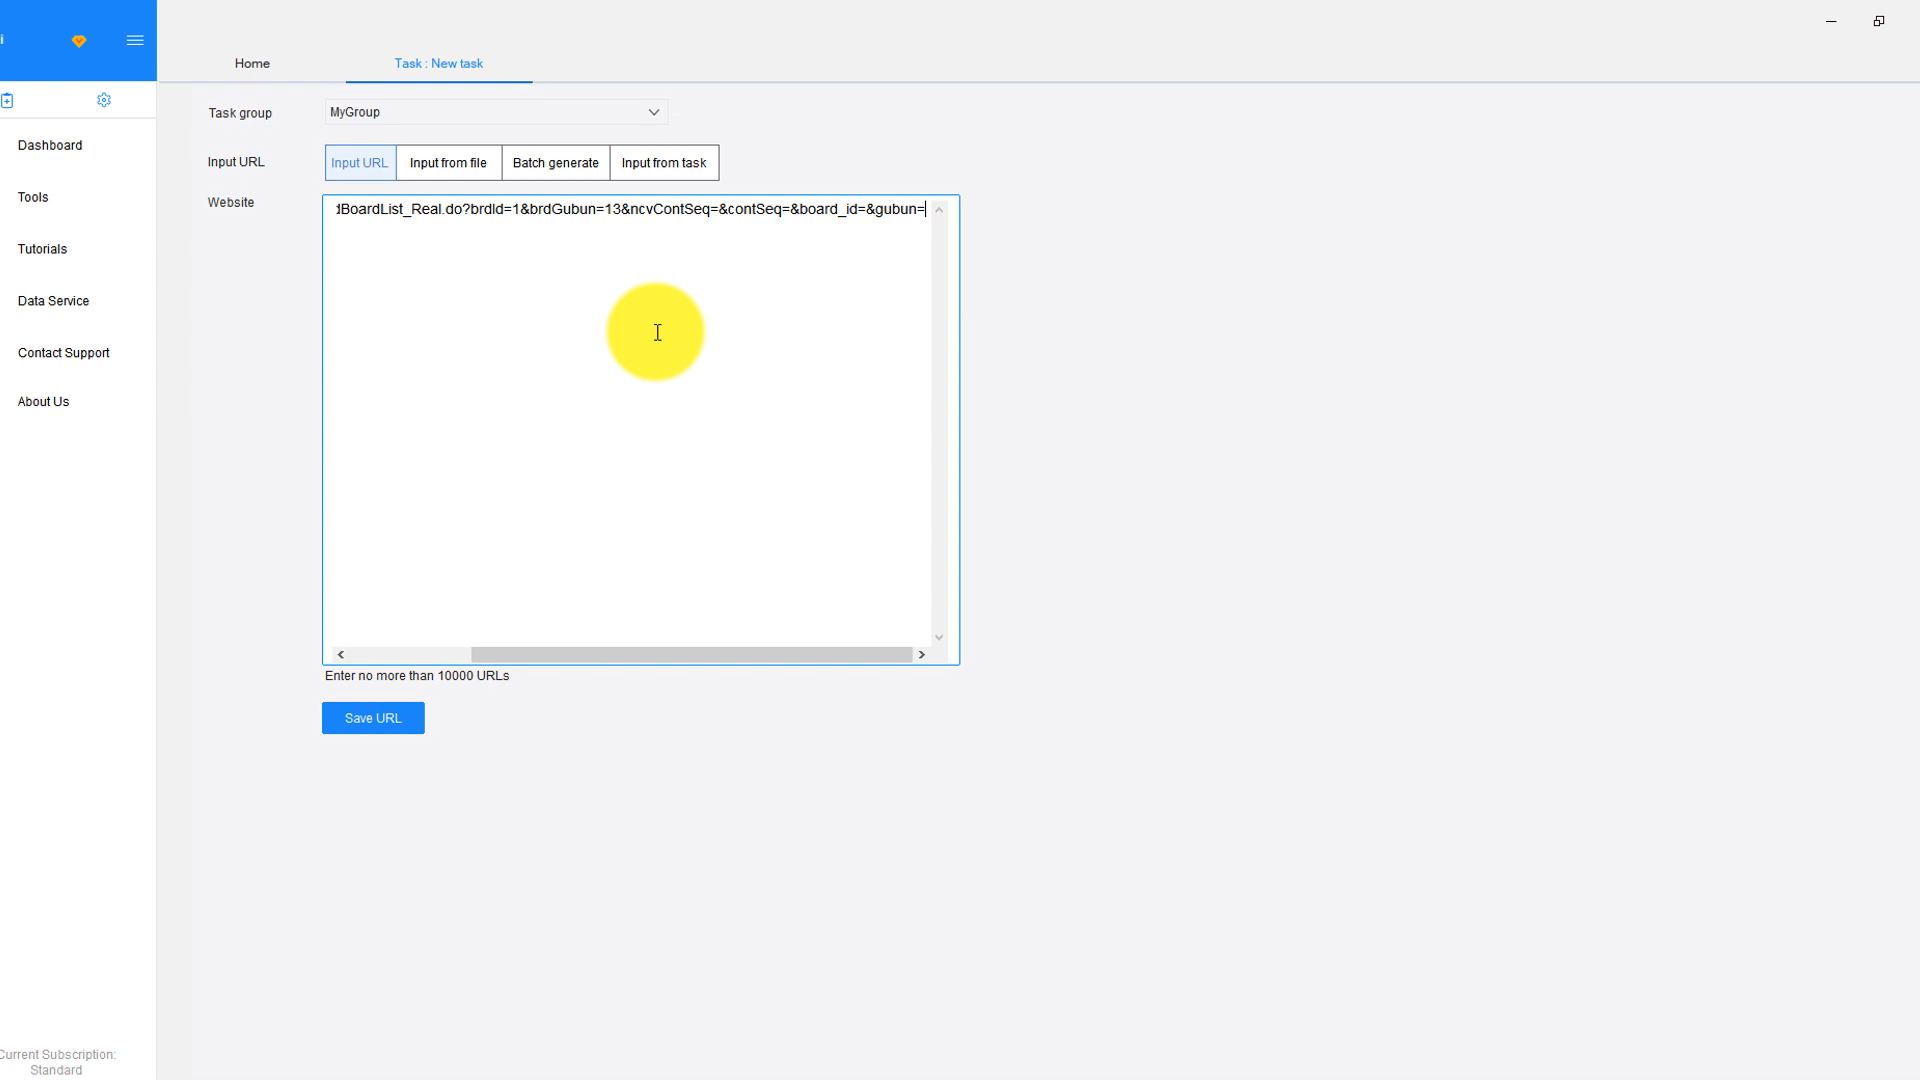 i
Home
Task : New task
Task group
MyGroup
Dashboard
Input URL
Input URL
Input from file
Batch generate
Input from task
Tools
Website
dBoardList_Real.do?brdId=1&brdGubun=13&ncvContSeq=&contSeq=&board_id=&gubun=
Tutorials
Data Service
Contact Support
About Us
Enter no more than 10000 URLs
Save URL
Current Subscription:
Standard